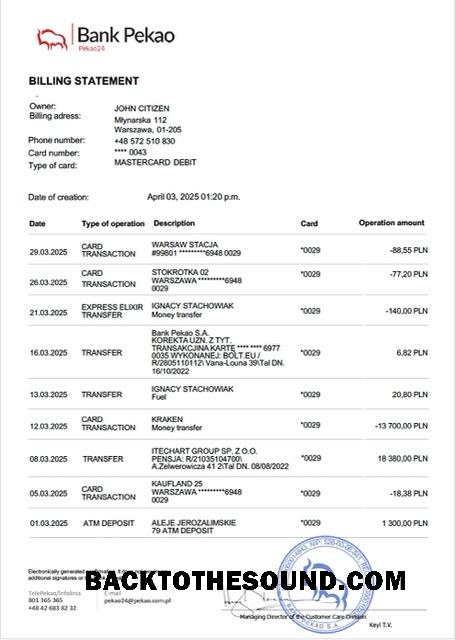 Bank Pekao
Pekao24
BILLING STATEMENT
Owner: JOHN CITIZEN
Billing adress: Młynarska 112
Warszawa, 01-205
Phone number: +48 572 510 830
Card number: **** 0043
Type of card: MASTERCARD DEBIT
Date of creation: April 03, 2025 01:20 p.m.
Date Type of operation Description Card Operation amount
29.03.2025 CARD TRANSACTION WARSAW STACJA #99601 *********6948 0029 *0029 -88,55 PLN
26.03.2025 CARD TRANSACTION STOKROTKA 02 WARSZAWA *********6948 0029 *0029 -77,20 PLN
21.03.2025 EXPRESS ELIXIR TRANSFER IGNACY STACHOWIAK Money transfer *0029 -140,00 PLN
16.03.2025 TRANSFER Bank Pekao S.A. KOREKTA UZN. Z TYT. TRANSAKCJINA KARTE **** **** 6977 0035 WYKONANEJ: BOLT.EU / R/2805110112\ Vana-Louna 39\Tal DN. 16/10/2022 *0029 6,82 PLN
13.03.2025 TRANSFER IGNACY STACHOWIAK Fuel *0029 20,80 PLN
12.03.2025 CARD TRANSACTION KRAKEN Money transfer *0029 -13 700,00 PLN
08.03.2025 TRANSFER ITECHART GROUP SP. Z O.O. PENSJA: R/21035104700\ A.Zelwerowicza 41 2\Tal DN. 08/08/2022 *0029 18 380,00 PLN
05.03.2025 CARD TRANSACTION KAUFLAND 25 WARSZAWA *********6948 0029 *0029 -18,38 PLN
01.03.2025 ATM DEPOSIT ALEJE JEROZALIMSKIE 79 ATM DEPOSIT *0029 1 300,00 PLN
Electronically generated
additional signatures or
BACKTOTHESOUND.COM
TelePekao/Infolinia
801 365 365
+48 42 683 82 32
E-mail
pekao24@pekao.com.pl
Managing Director of the Customer Care Division
Keyl T.V.